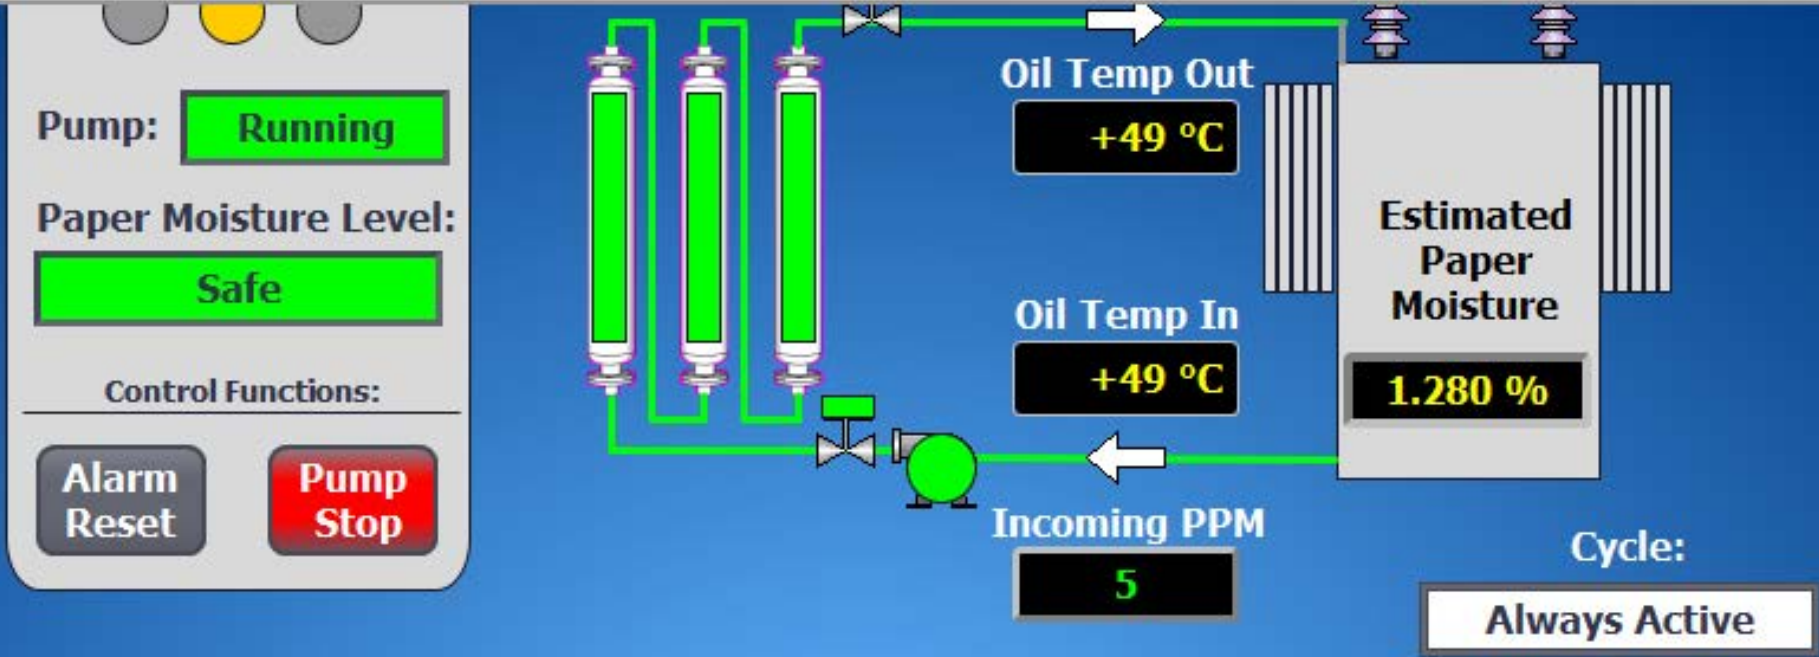 Pump:
Running
Paper Moisture Level:
Safe
Control Functions:
Alarm
Reset
Pump
Stop
Oil Temp Out
+49 °C
Oil Temp In
+49 °C
Incoming PPM
5
Estimated
Paper
Moisture
1.280 %
Cycle:
Always Active